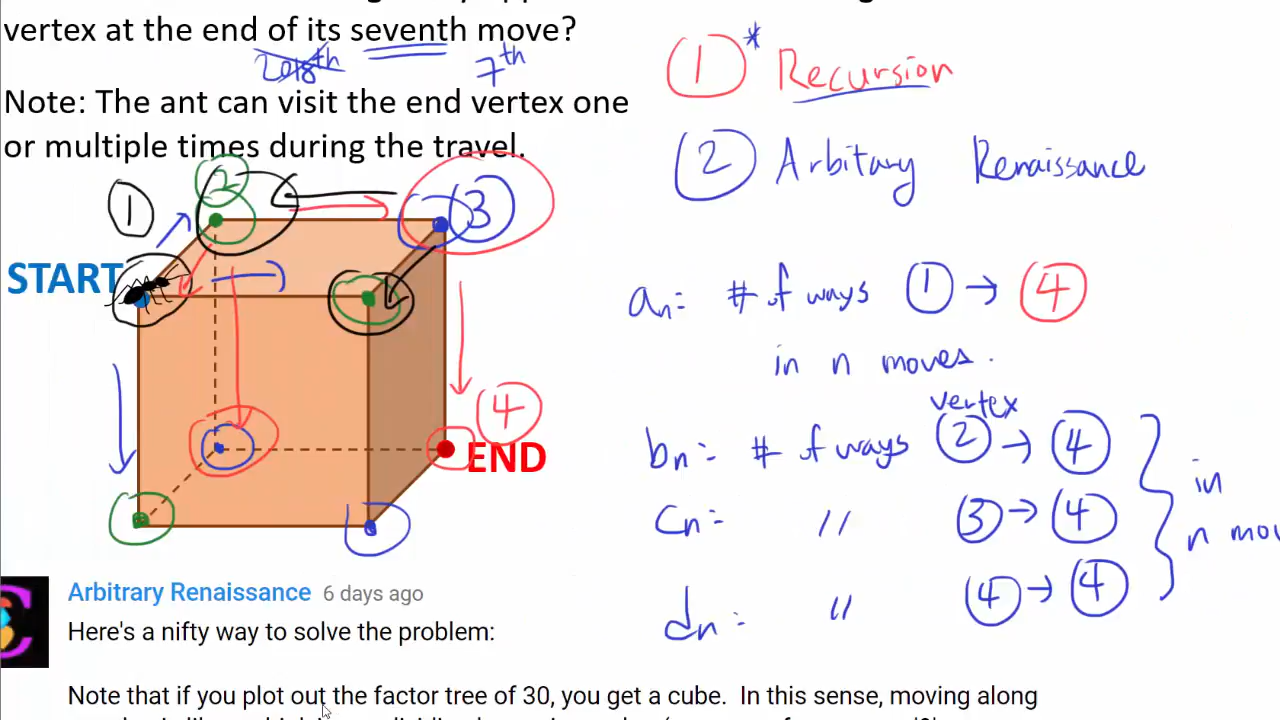 vertex at the end of its seventh move?
2018th 7th
Note: The ant can visit the end vertex one
or multiple times during the travel.
1 2 3
START
4
END
1 * Recursion
2 Arbitary Renaissance
an = # of ways 1 → 4
in n moves.
vertex
bn = # of ways 2 → 4
cn = " 3 → 4
in
n mov
dn = " 4 → 4
Arbitrary Renaissance 6 days ago
Here's a nifty way to solve the problem:
Note that if you plot out the factor tree of 30, you get a cube. In this sense, moving along